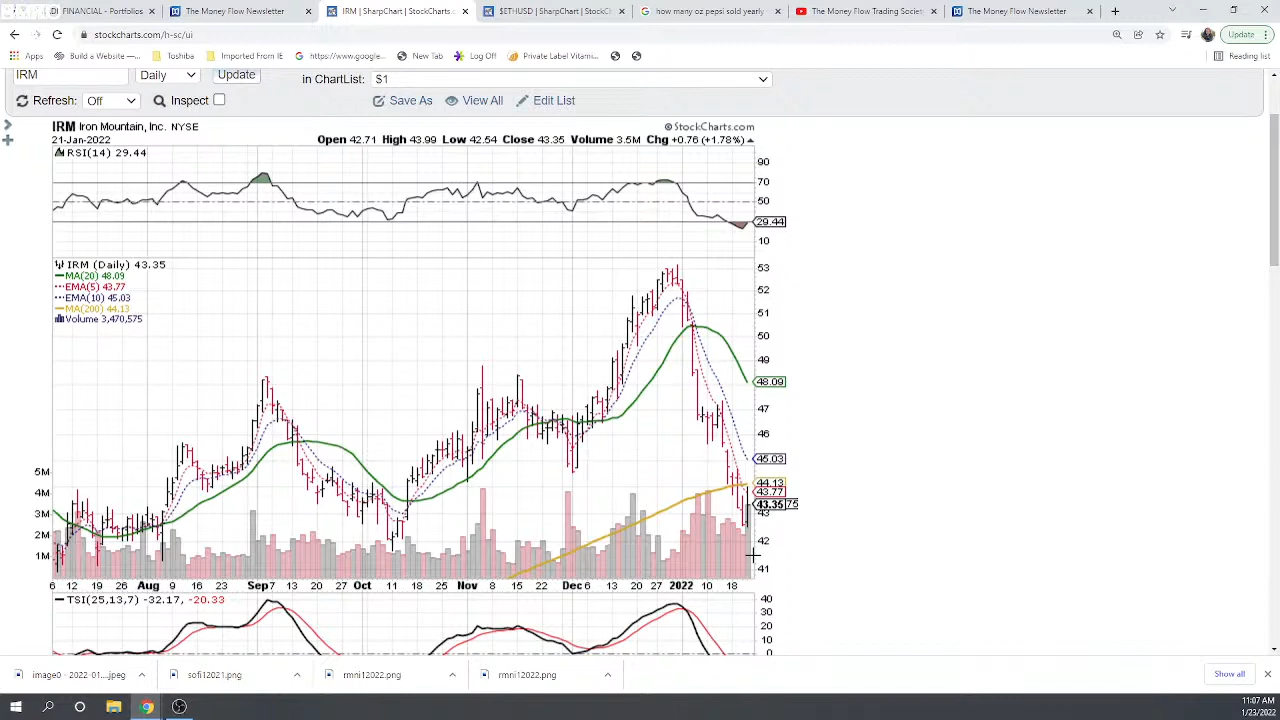 DI FINANCIAL - Portfolios × The Money Flow Newsletter × IRM | SharpChart | StockCharts.com × $ETHUSD | SharpChart | StockCh × how many oz pepsi sold yearly × The Money Flow Trading Society × The Money Flow Newsletter × +
stockcharts.com/h-sc/ui Update
Apps Build a Website –... Toshiba Imported From IE https://www.google... New Tab Log Off Private Label Vitam... Reading list
IRM Daily Update in ChartList: $1
Refresh: Off Inspect Save As View All Edit List
IRM Iron Mountain, Inc. NYSE © StockCharts.com
21-Jan-2022 Open 42.71 High 43.99 Low 42.54 Close 43.35 Volume 3.5M Chg +0.76 (+1.78%)
RSI(14) 29.44
90
70
50
29.44
10
IRM (Daily) 43.35
MA(20) 48.09
EMA(5) 43.77
EMA(10) 45.03
MA(200) 44.13
Volume 3,470,575
53
52
51
50
49
48.09
47
46
45.03
44.13
43.77
43.35
43
42
41
5M
4M
3M
2M
1M
6 12 19 26 Aug 9 16 23 Sep 7 13 20 27 Oct 11 18 25 Nov 8 15 22 Dec 6 13 20 27 2022 10 18
TSI(25,13,7) -32.17, -20.33
40
30
20
10
0
sofi12021.png rmni12022.png rmni12022.png Show all
11:07 AM
1/23/2022